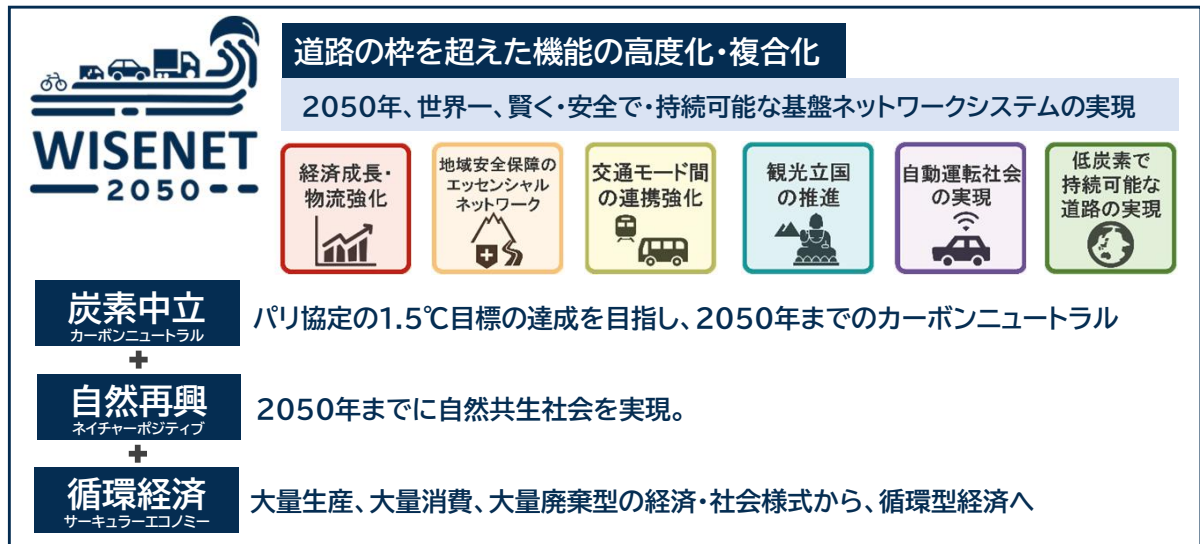 WISENET
2050
道路の枠を超えた機能の高度化・複合化
2050年、世界一、賢く・安全で・持続可能な基盤ネットワークシステムの実現
経済成長・
物流強化
地域安全保障の
エッセンシャル
ネットワーク
交通モード間
の連携強化
観光立国
の推進
自動運転社会
の実現
低炭素で
持続可能な
道路の実現
炭素中立
カーボンニュートラル
パリ協定の1.5℃目標の達成を目指し、2050年までのカーボンニュートラル
+
自然再興
ネイチャーポジティブ
2050年までに自然共生社会を実現。
+
循環経済
サーキュラーエコノミー
大量生産、大量消費、大量廃棄型の経済・社会様式から、循環型経済へ